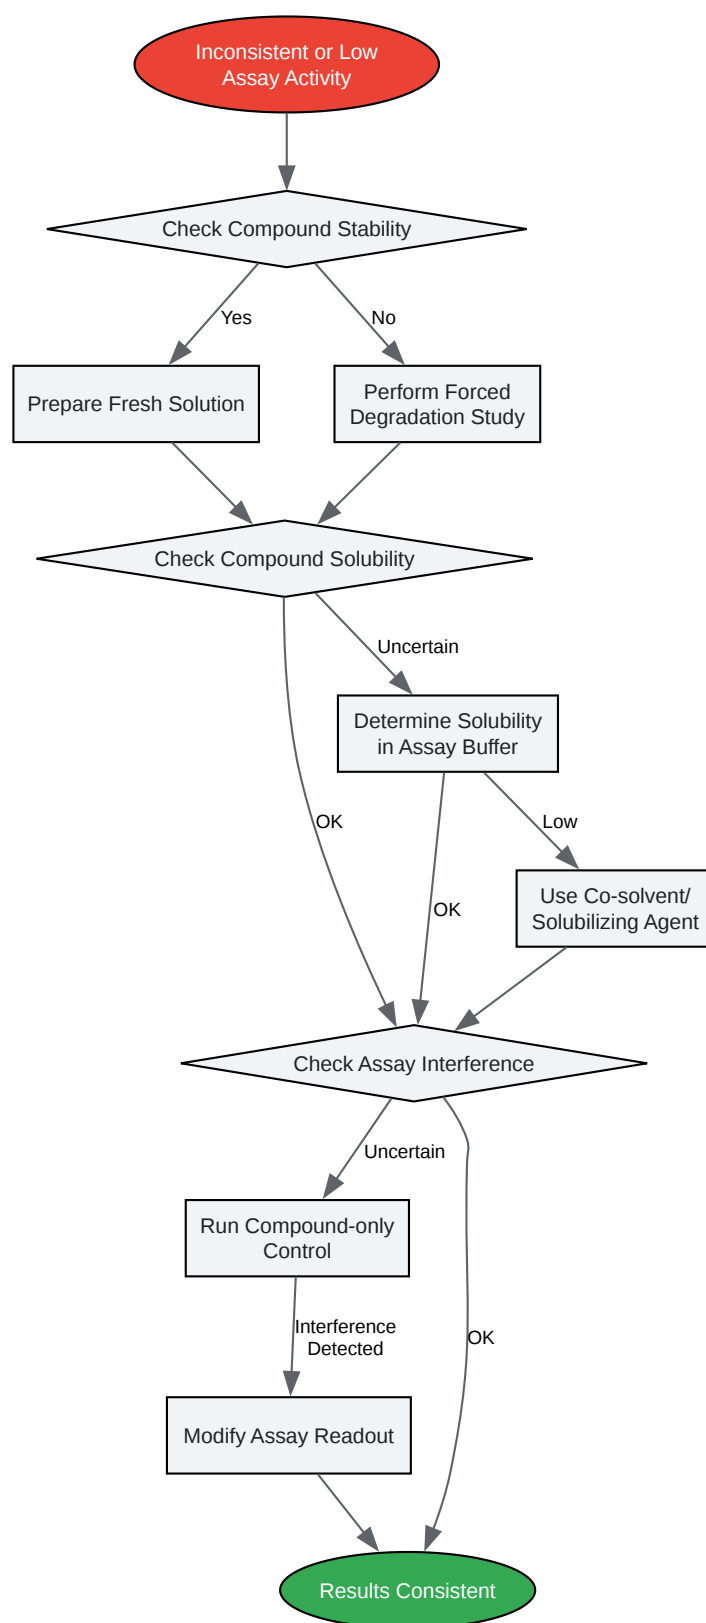 Inconsistent or Low
Assay Activity
Check Compound Stability
Yes
No
Prepare Fresh Solution
Perform Forced
Degradation Study
Check Compound Solubility
Uncertain
Determine Solubility
in Assay Buffer
OK
Low
Use Co-solvent/
Solubilizing Agent
OK
Check Assay Interference
Uncertain
Run Compound-only
Control
Interference
Detected
OK
Modify Assay Readout
Results Consistent